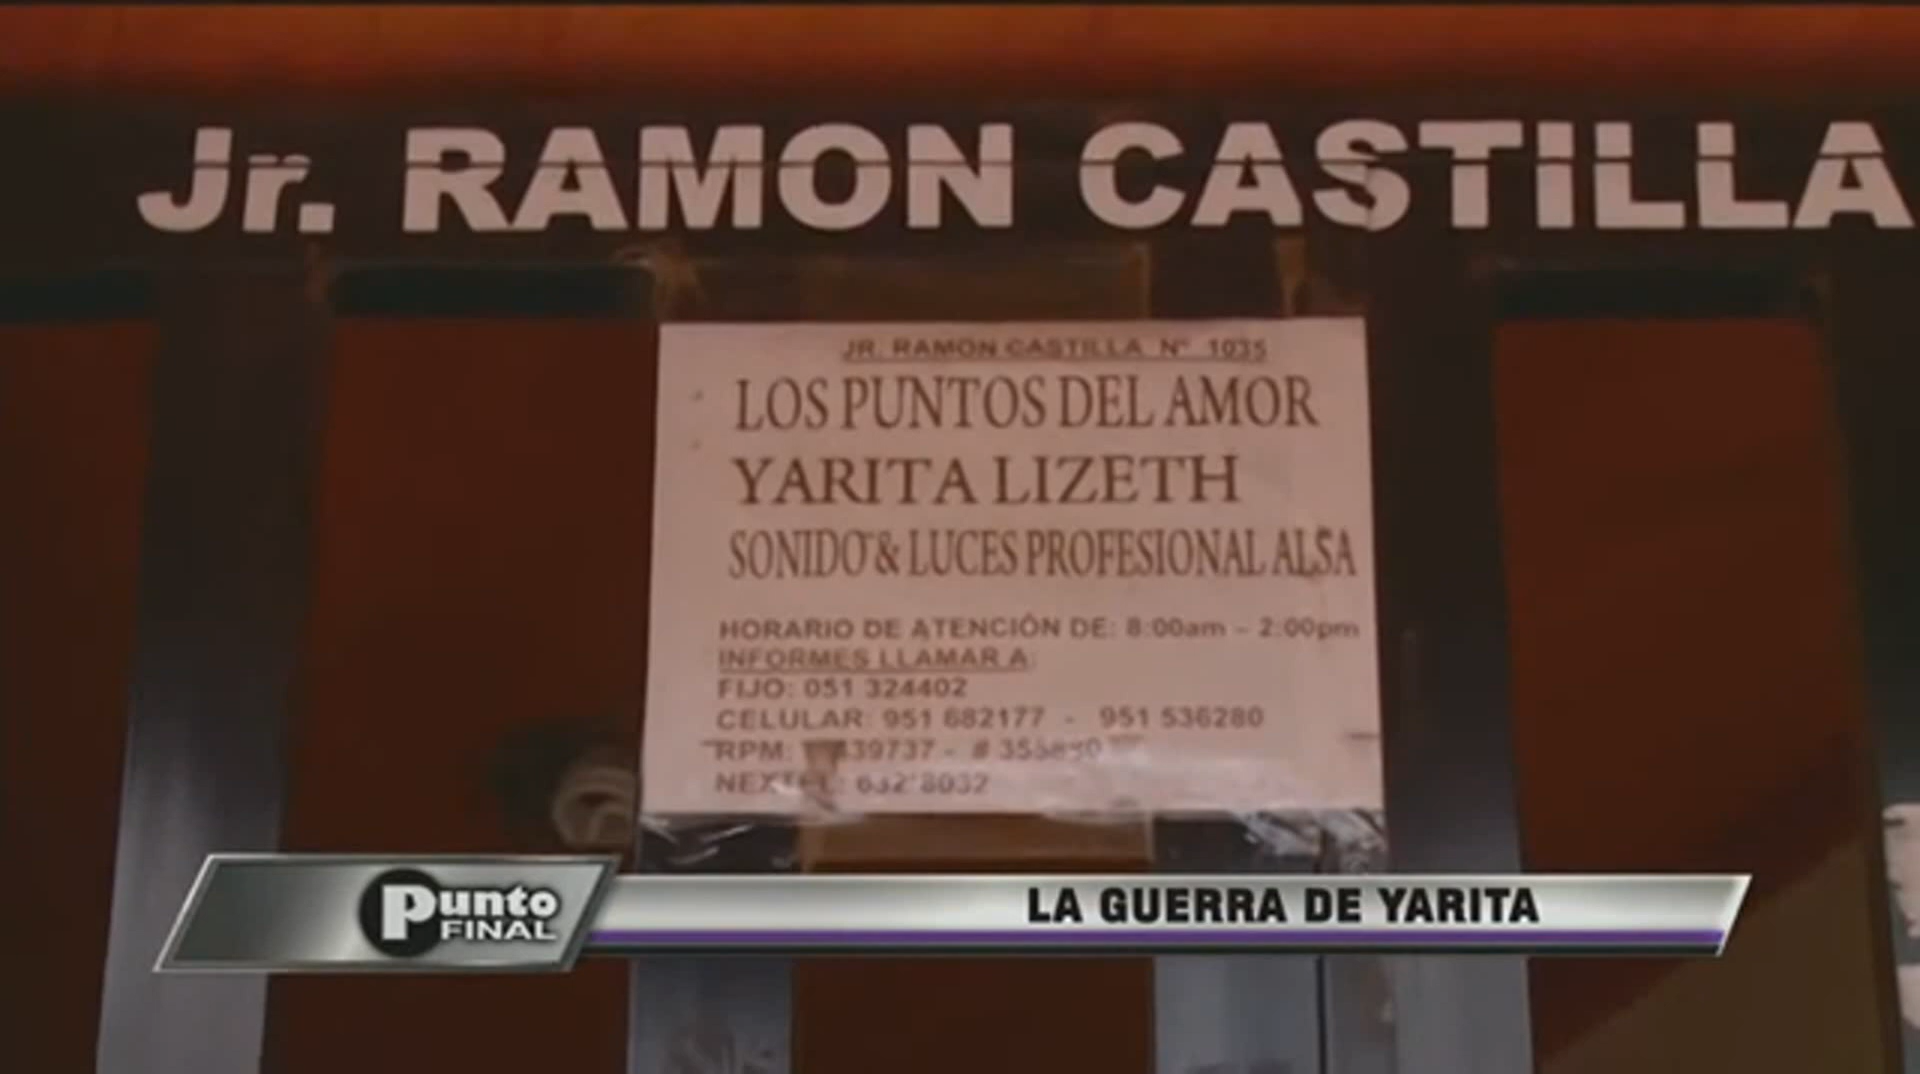 Jr. RAMON CASTILLA
JR. RAMON CASTILLA N° 1035
LOS PUNTOS DEL AMOR
YARITA LIZETH
SONIDO & LUCES PROFESIONAL ALSA
HORARIO DE ATENCIÓN DE: 8:00am - 2:00pm
INFORMES LLAMAR A:
FIJO: 051 324402
CELULAR: 951 682177 - 951 536280
RPM: #
632*8032
Punto
FINAL
LA GUERRA DE YARITA